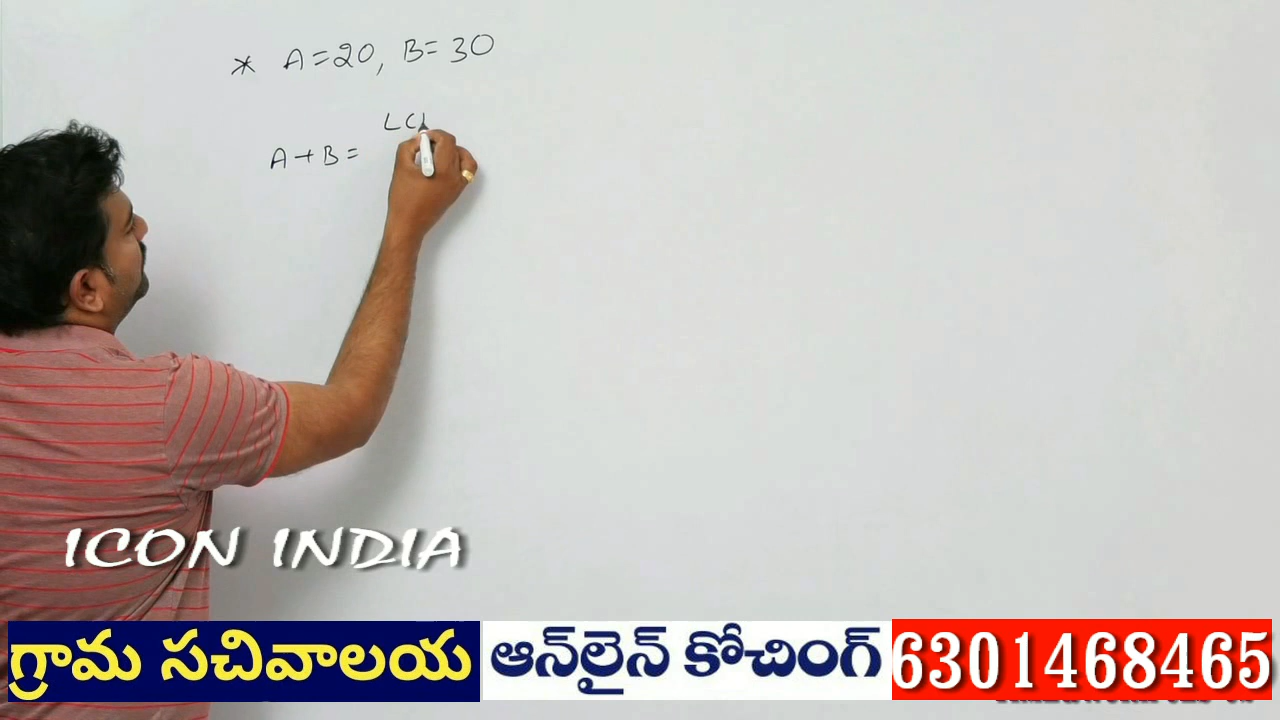 * A=20, B=30
LCM
A+B=
ICON INDIA
గ్రామ సచివాలయ ఆన్‌లైన్ కోచింగ్ 6301468465